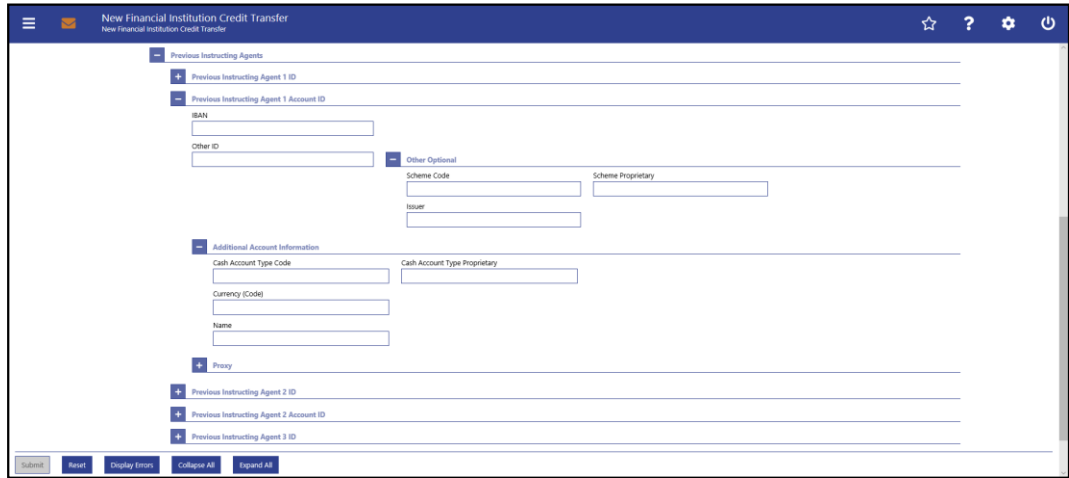 New Financial Institution Credit Transfer
New Financial Institution Credit Transfer
Previous Instructing Agents
Previous Instructing Agent 1 ID
Previous Instructing Agent 1 Account ID
IBAN
Other ID
Other Optional
Scheme Code Scheme Proprietary
Issuer
Additional Account Information
Cash Account Type Code Cash Account Type Proprietary
Currency (Code)
Name
Proxy
Previous Instructing Agent 2 ID
Previous Instructing Agent 2 Account ID
Previous Instructing Agent 3 ID
Submit Reset Display Errors Collapse All Expand All